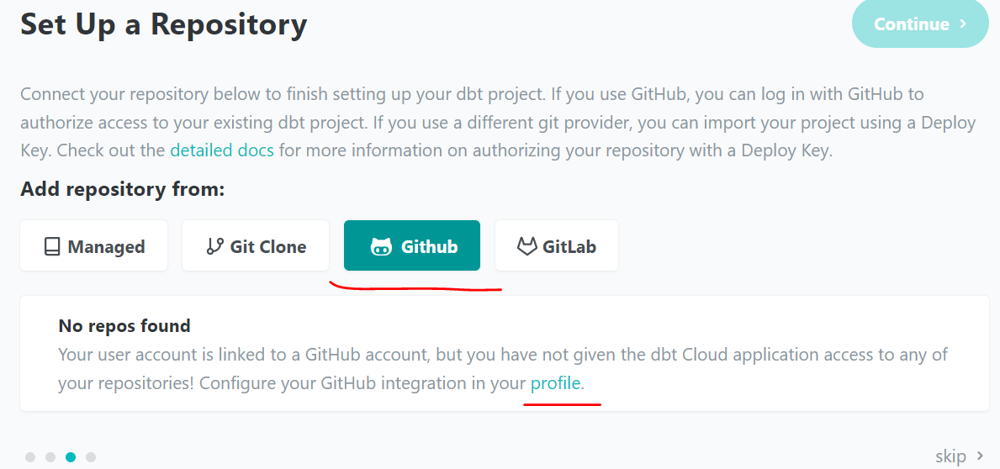 Set Up a Repository
Continue
Connect your repository below to finish setting up your dbt project. If you use GitHub, you can log in with GitHub to
authorize access to your existing dbt project. If you use a different git provider, you can import your project using a Deploy
Key. Check out the detailed docs for more information on authorizing your repository with a Deploy Key.
Add repository from:
Managed
Git Clone
Github
GitLab
No repos found
Your user account is linked to a GitHub account, but you have not given the dbt Cloud application access to any of
your repositories! Configure your GitHub integration in your profile.
skip